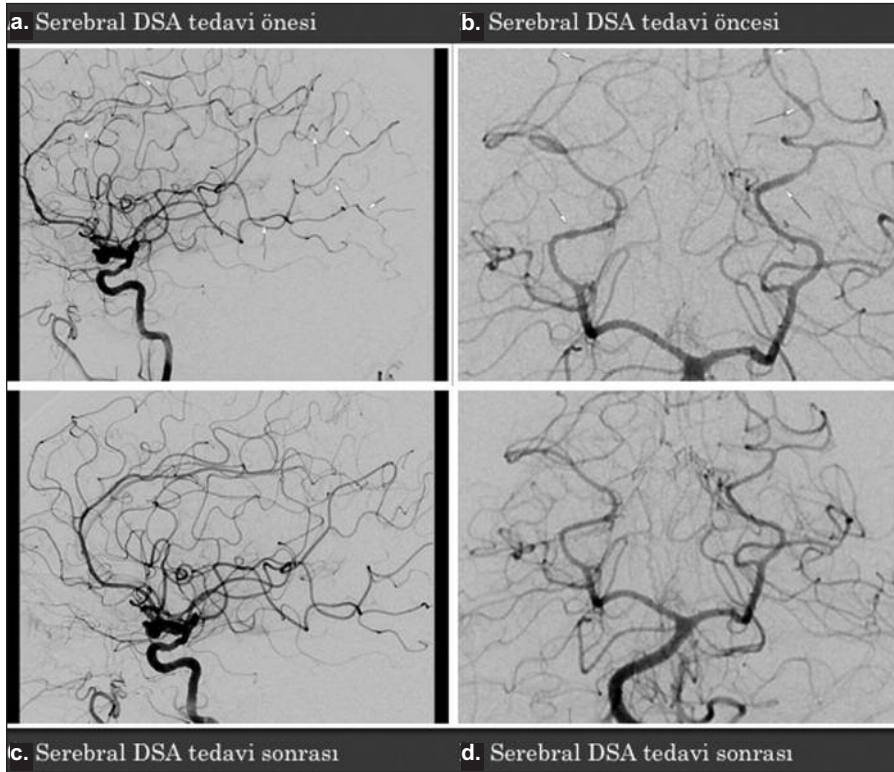 a. Serebral DSA tedavi önesi
b. Serebral DSA tedavi öncesi
c. Serebral DSA tedavi sonrası
d. Serebral DSA tedavi sonrası